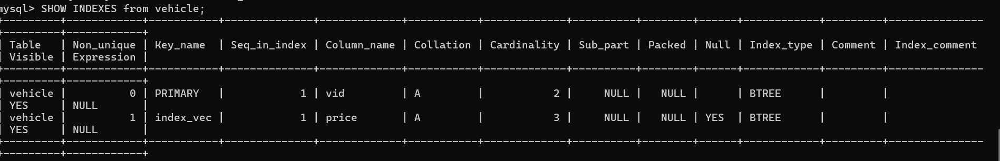 mysql> SHOW INDEXES from vehicle;
+---------+------------+------------+--------------+-------------+-----------+-------------+----------+--------+------+------------+---------+---------------
+---------+------------+
| Table   | Non_unique | Key_name  | Seq_in_index | Column_name | Collation | Cardinality | Sub_part | Packed | Null | Index_type | Comment | Index_comment
| Visible | Expression |
+---------+------------+------------+--------------+-------------+-----------+-------------+----------+--------+------+------------+---------+---------------
+---------+------------+
| vehicle |          0 | PRIMARY   |            1 | vid         | A         |           2 |     NULL |   NULL |      | BTREE      |         |
| YES     | NULL       |
| vehicle |          1 | index_vec |            1 | price       | A         |           3 |     NULL |   NULL | YES  | BTREE      |         |
| YES     | NULL       |
+---------+------------+------------+--------------+-------------+-----------+-------------+----------+--------+------+------------+---------+---------------
+---------+------------+